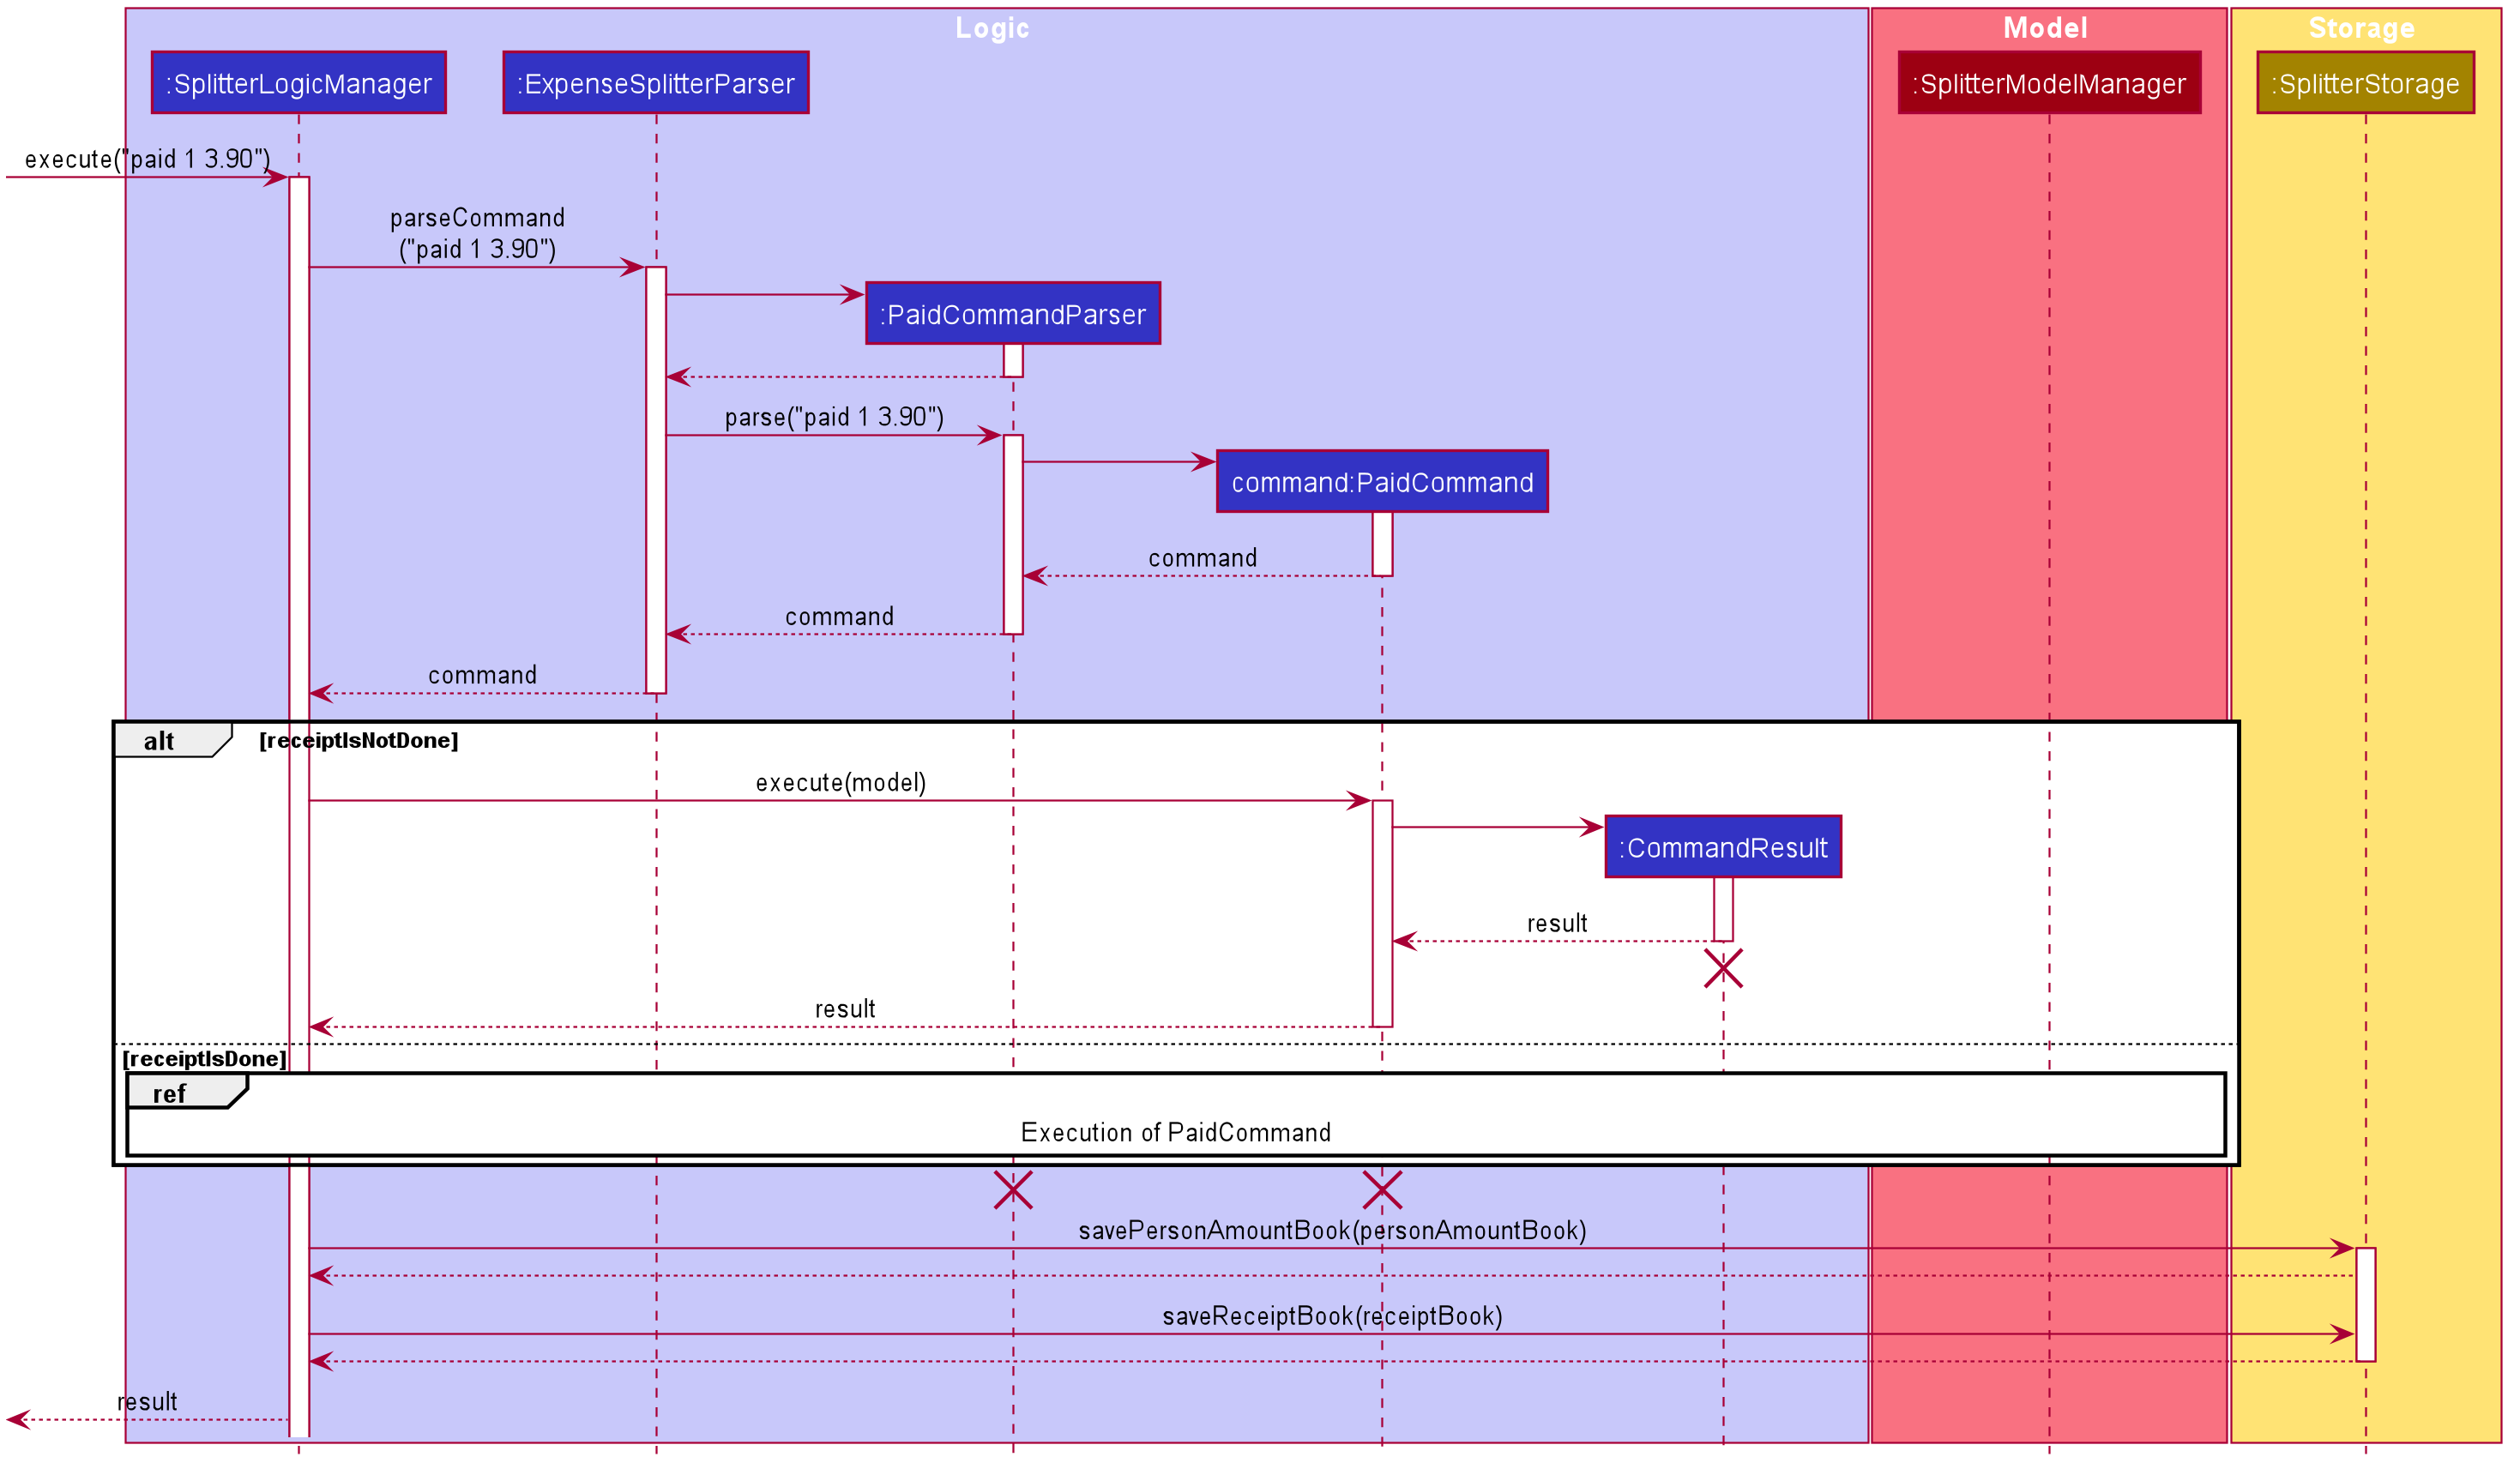 Logic
Model
Storage
:SplitterLogicManager
:ExpenseSplitterParser
:SplitterModelManager
:SplitterStorage
execute("paid 1 3.90")
parseCommand
("paid 1 3.90")
:PaidCommandParser
parse("paid 1 3.90")
command:PaidCommand
command
command
command
alt
[receiptIsNotDone]
execute(model)
:CommandResult
result
result
[receiptIsDone]
ref
Execution of PaidCommand
savePersonAmountBook(personAmountBook)
saveReceiptBook(receiptBook)
result